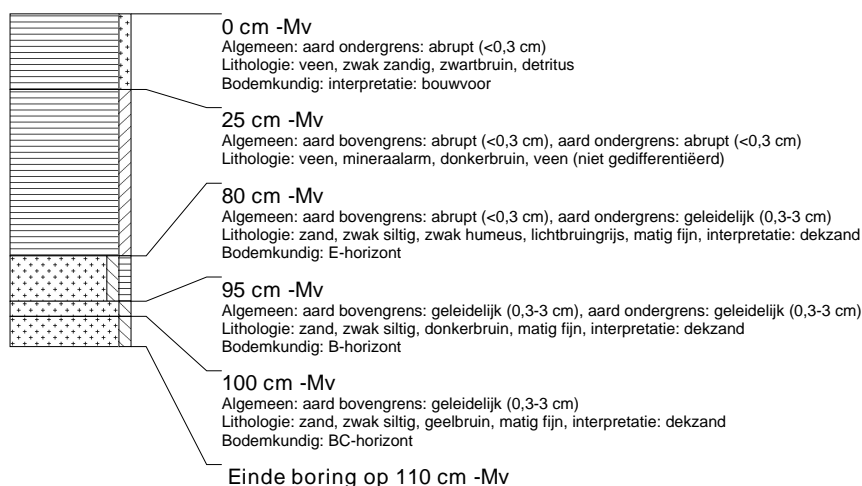 0 cm -Mv
Algemeen: aard ondergrens: abrupt (<0,3 cm)
Lithologie: veen, zwak zandig, zwartbruin, detritus
Bodemkundig: interpretatie: bouwvoor
25 cm -Mv
Algemeen: aard bovengrens: abrupt (<0,3 cm), aard ondergrens: abrupt (<0,3 cm)
Lithologie: veen, mineraalarm, donkerbruin, veen (niet gedifferentiëerd)
80 cm -Mv
Algemeen: aard bovengrens: abrupt (<0,3 cm), aard ondergrens: geleidelijk (0,3-3 cm)
Lithologie: zand, zwak siltig, zwak humeus, lichtbruingrijs, matig fijn, interpretatie: dekzand
Bodemkundig: E-horizont
95 cm -Mv
Algemeen: aard bovengrens: geleidelijk (0,3-3 cm), aard ondergrens: geleidelijk (0,3-3 cm)
Lithologie: zand, zwak siltig, donkerbruin, matig fijn, interpretatie: dekzand
Bodemkundig: B-horizont
100 cm -Mv
Algemeen: aard bovengrens: geleidelijk (0,3-3 cm)
Lithologie: zand, zwak siltig, geelbruin, matig fijn, interpretatie: dekzand
Bodemkundig: BC-horizont
Einde boring op 110 cm -Mv